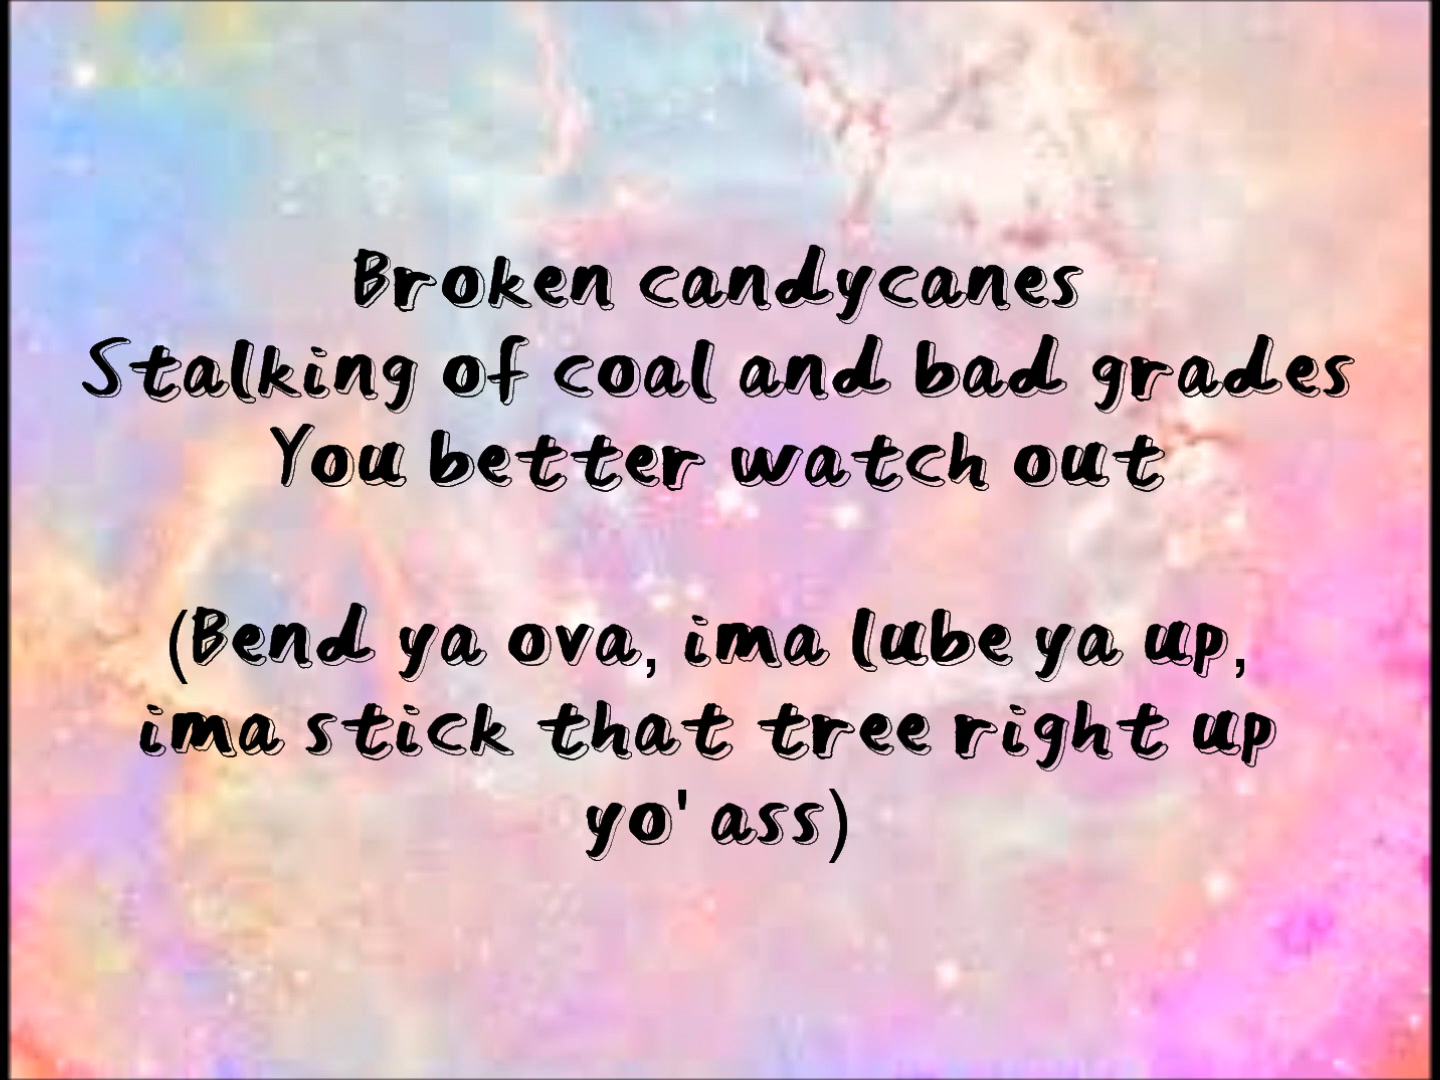 Broken candycanes
Stalking of coal and bad grades
You better watch out
(Bend ya ova, ima lube ya up,
ima stick that tree right up
yo' ass)